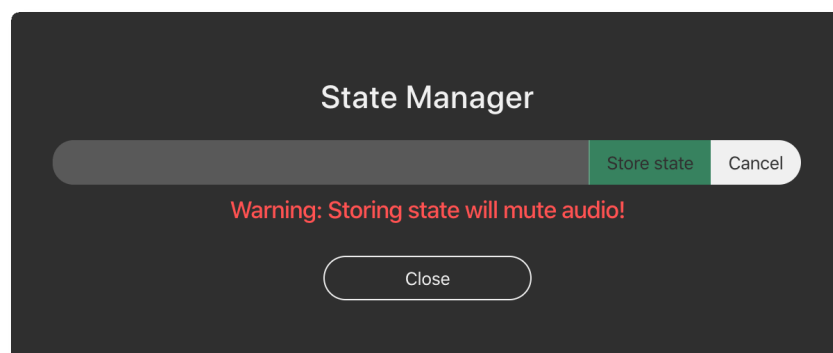 State Manager
Store state Cancel
Warning: Storing state will mute audio!
Close